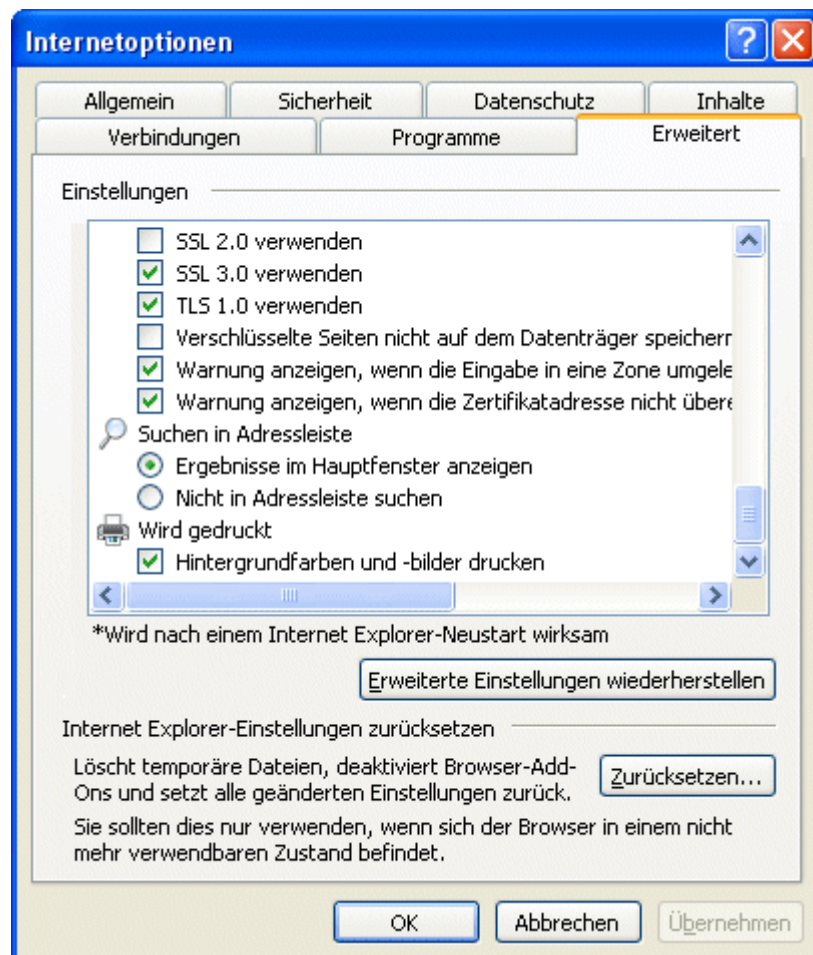 Internetoptionen
Allgemein
Sicherheit
Datenschutz
Inhalte
Verbindungen
Programme
Erweitert
Einstellungen
SSL 2.0 verwenden
SSL 3.0 verwenden
TLS 1.0 verwenden
Verschlüsselte Seiten nicht auf dem Datenträger speichern
Warnung anzeigen, wenn die Eingabe in eine Zone umgele
Warnung anzeigen, wenn die Zertifikatadresse nicht übere
Suchen in Adressleiste
Ergebnisse im Hauptfenster anzeigen
Nicht in Adressleiste suchen
Wird gedruckt
Hintergrundfarben und -bilder drucken
*Wird nach einem Internet Explorer-Neustart wirksam
Erweiterte Einstellungen wiederherstellen
Internet Explorer-Einstellungen zurücksetzen
Löscht temporäre Dateien, deaktiviert Browser-Add-
Ons und setzt alle geänderten Einstellungen zurück.
Zurücksetzen...
Sie sollten dies nur verwenden, wenn sich der Browser in einem nicht
mehr verwendbaren Zustand befindet.
OK
Abbrechen
Übernehmen